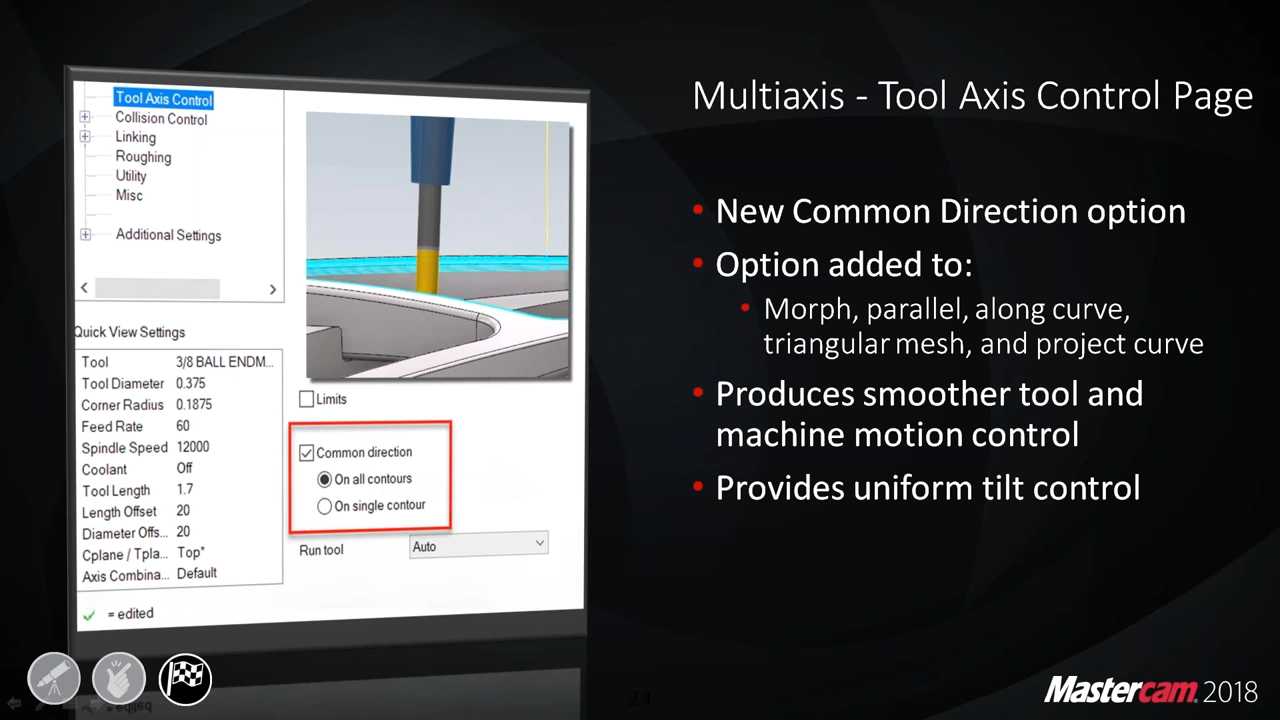 Multiaxis - Tool Axis Control Page
Tool Axis Control
Collision Control
Linking
Roughing
Utility
Misc
Additional Settings
Quick View Settings
Tool 3/8 BALL ENDM...
Tool Diameter 0.375
Corner Radius 0.1875
Feed Rate 60
Spindle Speed 12000
Coolant Off
Tool Length 1.7
Length Offset 20
Diameter Offs... 20
Cplane / Tpla... Top*
Axis Combina... Default
= edited
Limits
Common direction
On all contours
On single contour
Run tool Auto
• New Common Direction option
• Option added to:
• Morph, parallel, along curve,
triangular mesh, and project curve
• Produces smoother tool and
machine motion control
• Provides uniform tilt control
24
Mastercam. 2018